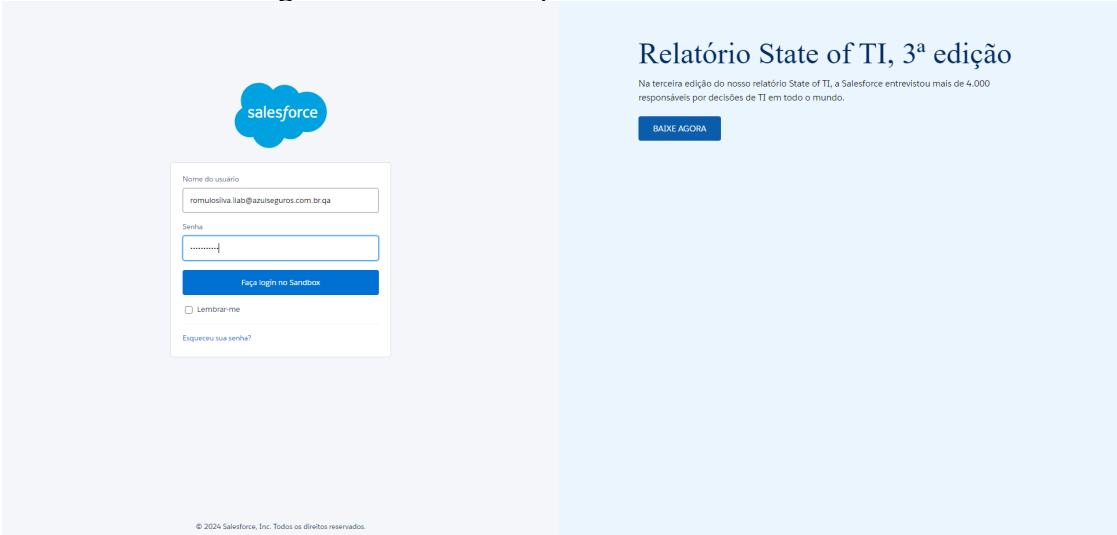 salesforce
Nome do usuário
romulosilva.liab@azulseguros.com.br.qa
Senha
Faça login no Sandbox
Lembrar-me
Esqueceu sua senha?
© 2024 Salesforce, Inc. Todos os direitos reservados.
Relatório State of TI, 3ª edição
Na terceira edição do nosso relatório State of TI, a Salesforce entrevistou mais de 4.000
responsáveis por decisões de TI em todo o mundo.
BAIXE AGORA